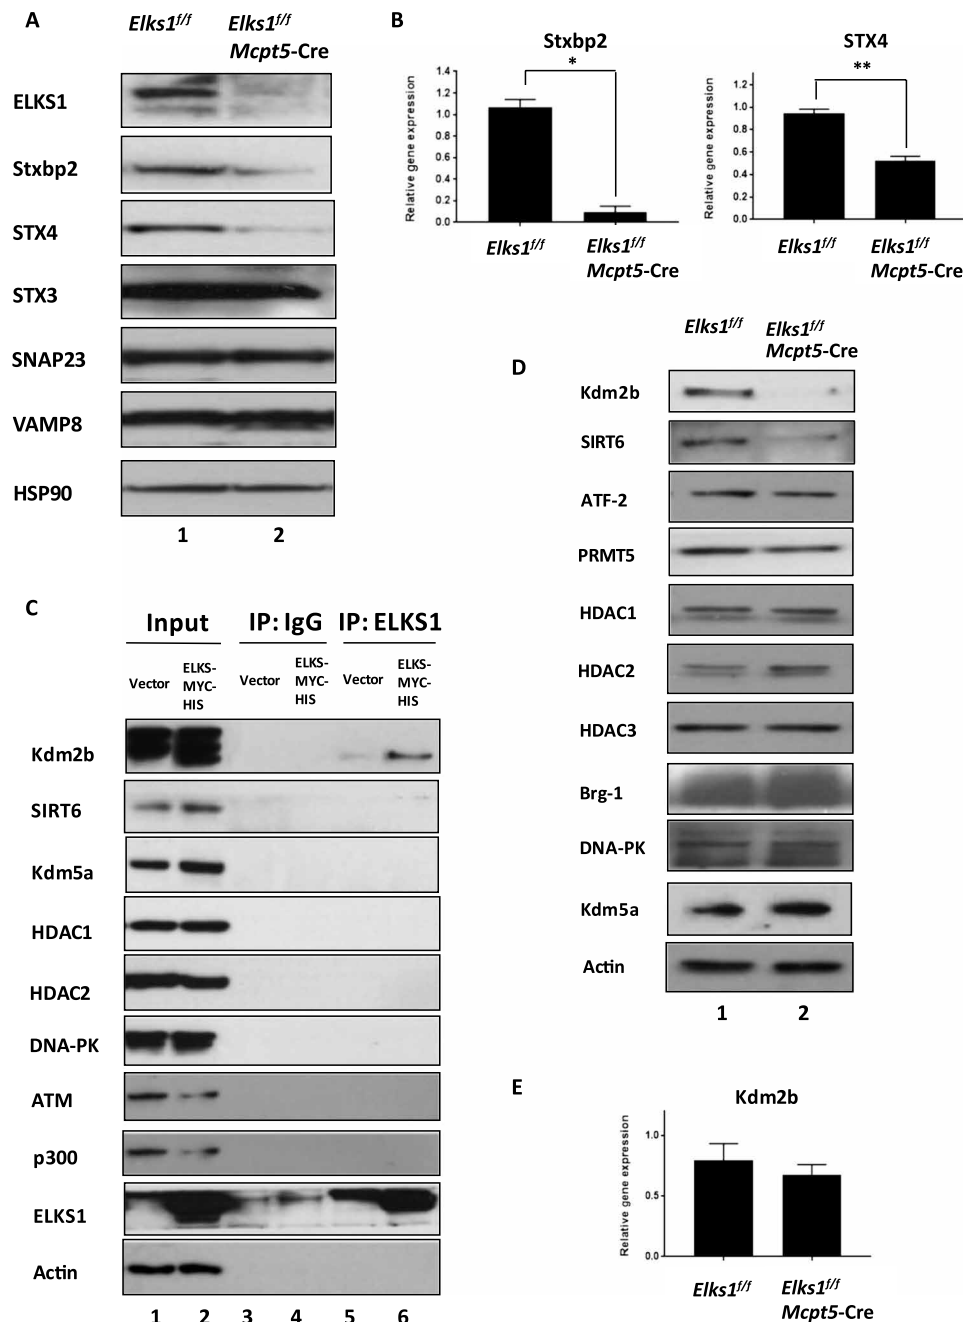 A
Elks1f/f
Elks1f/f
Mcpt5-Cre
ELKS1
Stxbp2
STX4
STX3
SNAP23
VAMP8
HSP90
1 2
B
Stxbp2
*
Relative gene expression
1.4
1.2
1.0
0.8
0.6
0.4
0.2
0.0
Elks1f/f
Elks1f/f
Mcpt5-Cre
STX4
**
Relative gene expression
1.2
1.0
0.8
0.6
0.4
0.2
0.0
Elks1f/f
Elks1f/f
Mcpt5-Cre
C
Input IP: IgG IP: ELKS1
Vector
ELKS-
MYC-
HIS
Vector
ELKS-
MYC-
HIS
Vector
ELKS-
MYC-
HIS
Kdm2b
SIRT6
Kdm5a
HDAC1
HDAC2
DNA-PK
ATM
p300
ELKS1
Actin
1 2 3 4 5 6
D
Elks1f/f
Elks1f/f
Mcpt5-Cre
Kdm2b
SIRT6
ATF-2
PRMT5
HDAC1
HDAC2
HDAC3
Brg-1
DNA-PK
Kdm5a
Actin
1 2
E
Kdm2b
Relative gene expression
1.0
0.5
0.0
Elks1f/f
Elks1f/f
Mcpt5-Cre